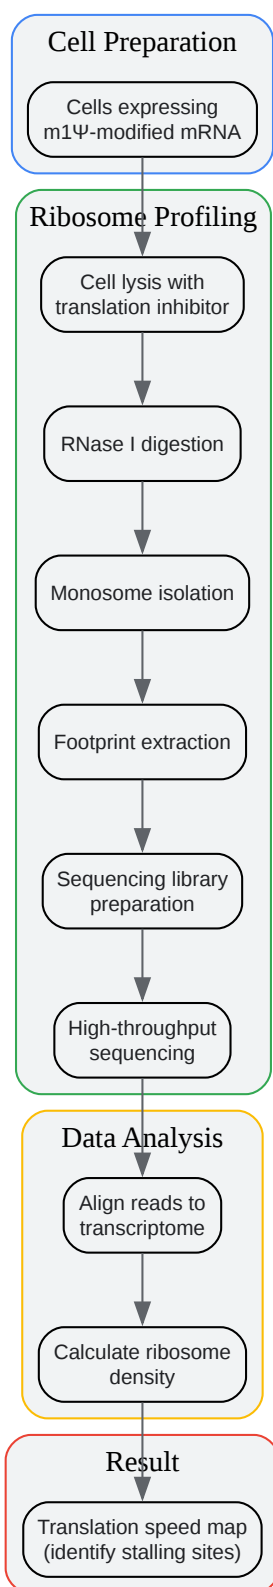 Cell Preparation
Cells expressing
m1Ψ-modified mRNA
Ribosome Profiling
Cell lysis with
translation inhibitor
RNase I digestion
Monosome isolation
Footprint extraction
Sequencing library
preparation
High-throughput
sequencing
Data Analysis
Align reads to
transcriptome
Calculate ribosome
density
Result
Translation speed map
(identify stalling sites)